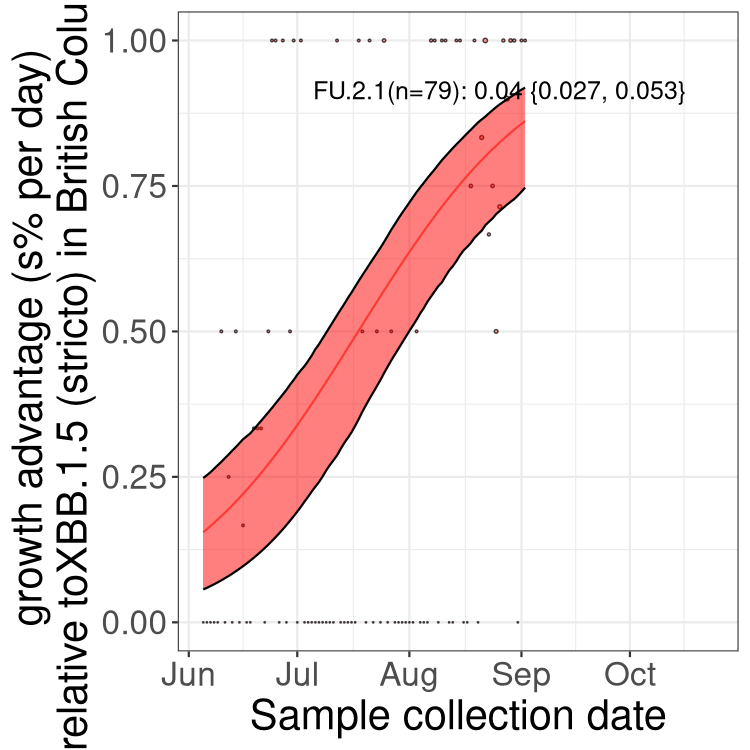 growth advantage (s% per day)
relative toXBB.1.5 (stricto) in British Colu
1.00
0.75
0.50
0.25
0.00
FU.2.1(n=79): 0.04 {0.027, 0.053}
Jun Jul Aug Sep Oct
Sample collection date